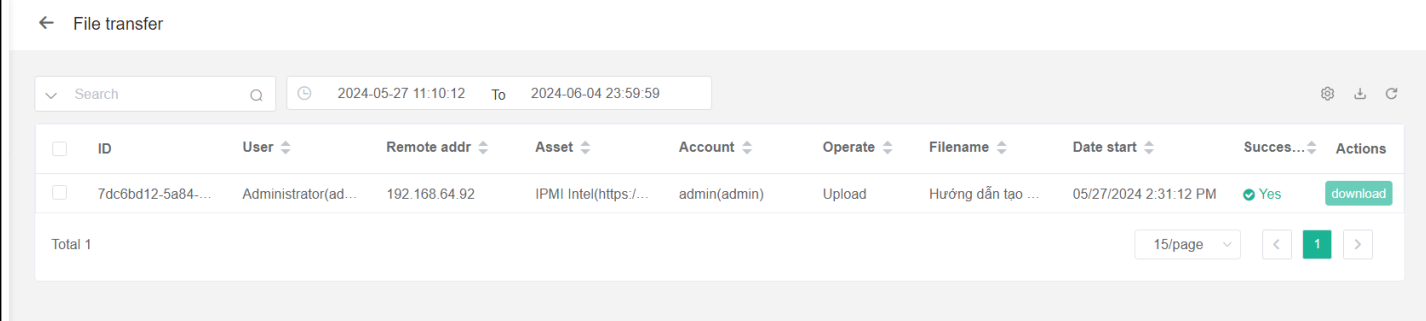 File transfer
Search 2024-05-27 11:10:12 To 2024-06-04 23:59:59
ID User Remote addr Asset Account Operate Filename Date start Succes... Actions
7dc6bd12-5a84-... Administrator(ad... 192.168.64.92 IPMI Intel(https:/... admin(admin) Upload Hướng dẫn tạo ... 05/27/2024 2:31:12 PM Yes download
Total 1 15/page 1